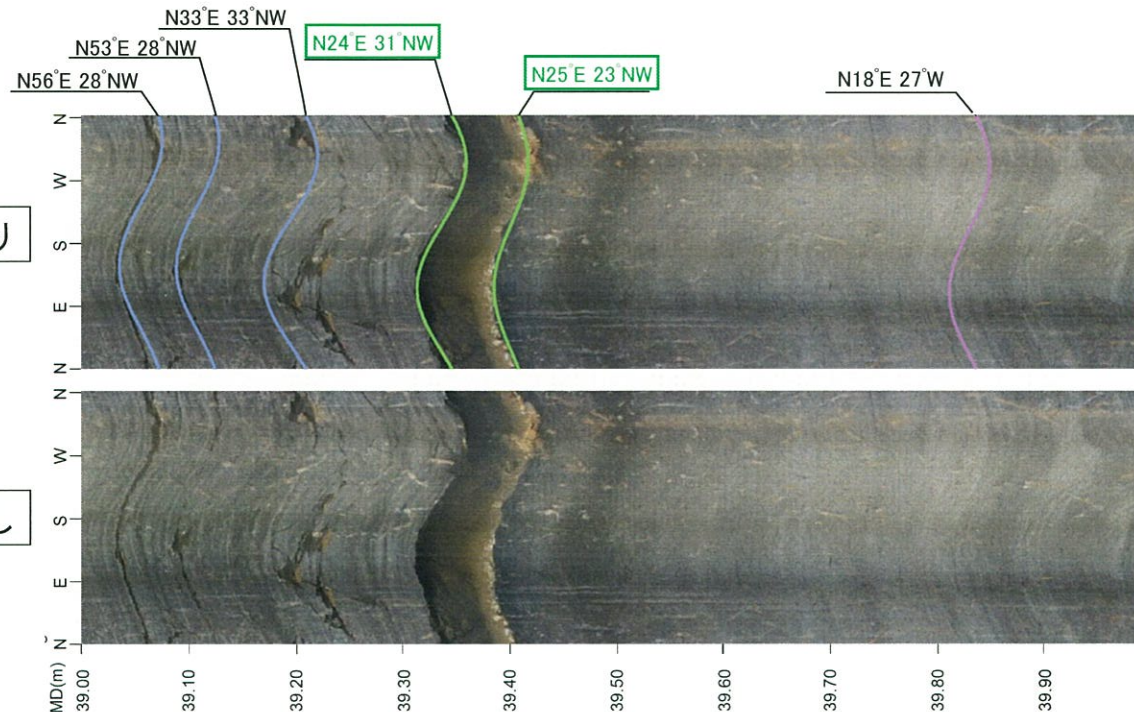 N33°E 33°NW
N24°E 31°NW
N53°E 28°NW
N25°E 23°NW
N56°E 28°NW
N18°E 27°W
N
W
S
E
N
N
W
S
E
N
MD(m)
39.00
39.10
39.20
39.30
39.40
39.50
39.60
39.70
39.80
39.90